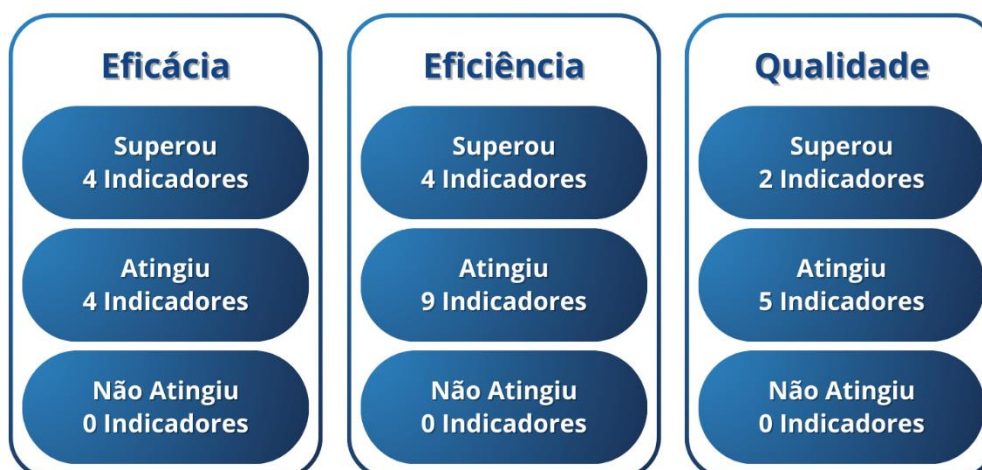 Eficácia
Superou
4 Indicadores
Atingiu
4 Indicadores
Não Atingiu
0 Indicadores
Eficiência
Superou
4 Indicadores
Atingiu
9 Indicadores
Não Atingiu
0 Indicadores
Qualidade
Superou
2 Indicadores
Atingiu
5 Indicadores
Não Atingiu
0 Indicadores